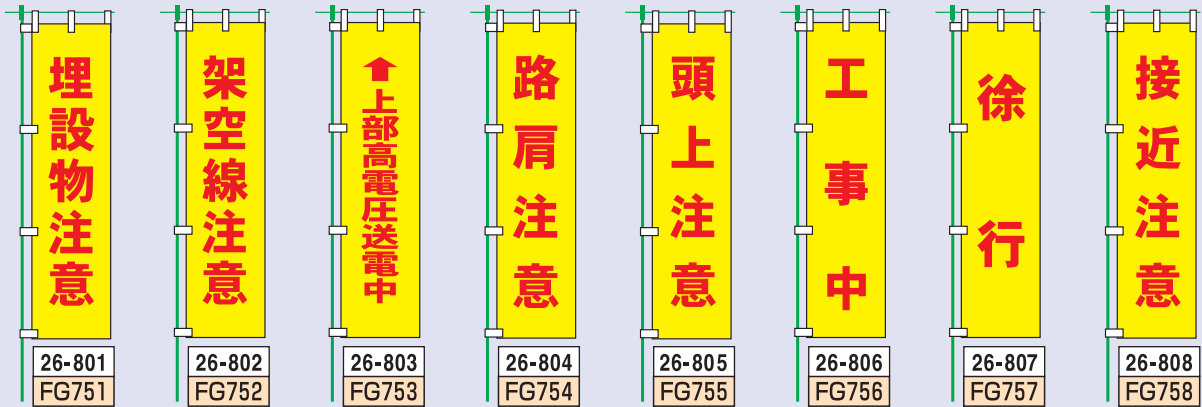 埋設物注意
26-801
FG751
架空線注意
26-802
FG752
⬆上部高電圧送電中
26-803
FG753
路肩注意
26-804
FG754
頭上注意
26-805
FG755
工事中
26-806
FG756
徐行
26-807
FG757
接近注意
26-808
FG758